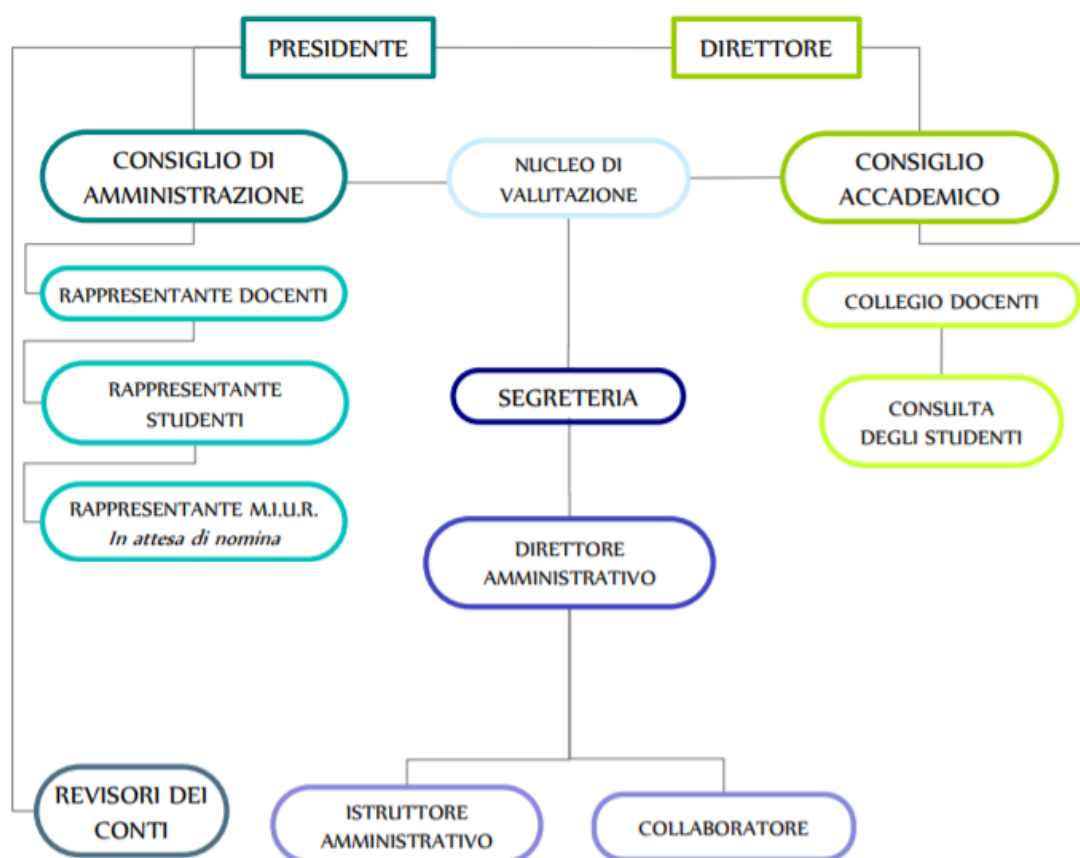 PRESIDENTE
DIRETTORE
CONSIGLIO DI
AMMINISTRAZIONE
NUCLEO DI
VALUTAZIONE
CONSIGLIO
ACCADEMICO
RAPPRESENTANTE DOCENTI
COLLEGIO DOCENTI
RAPPRESENTANTE
STUDENTI
SEGRETERIA
CONSULTA
DEGLI STUDENTI
RAPPRESENTANTE M.I.U.R.
In attesa di nomina
DIRETTORE
AMMINISTRATIVO
REVISORI DEI
CONTI
ISTRUTTORE
AMMINISTRATIVO
COLLABORATORE